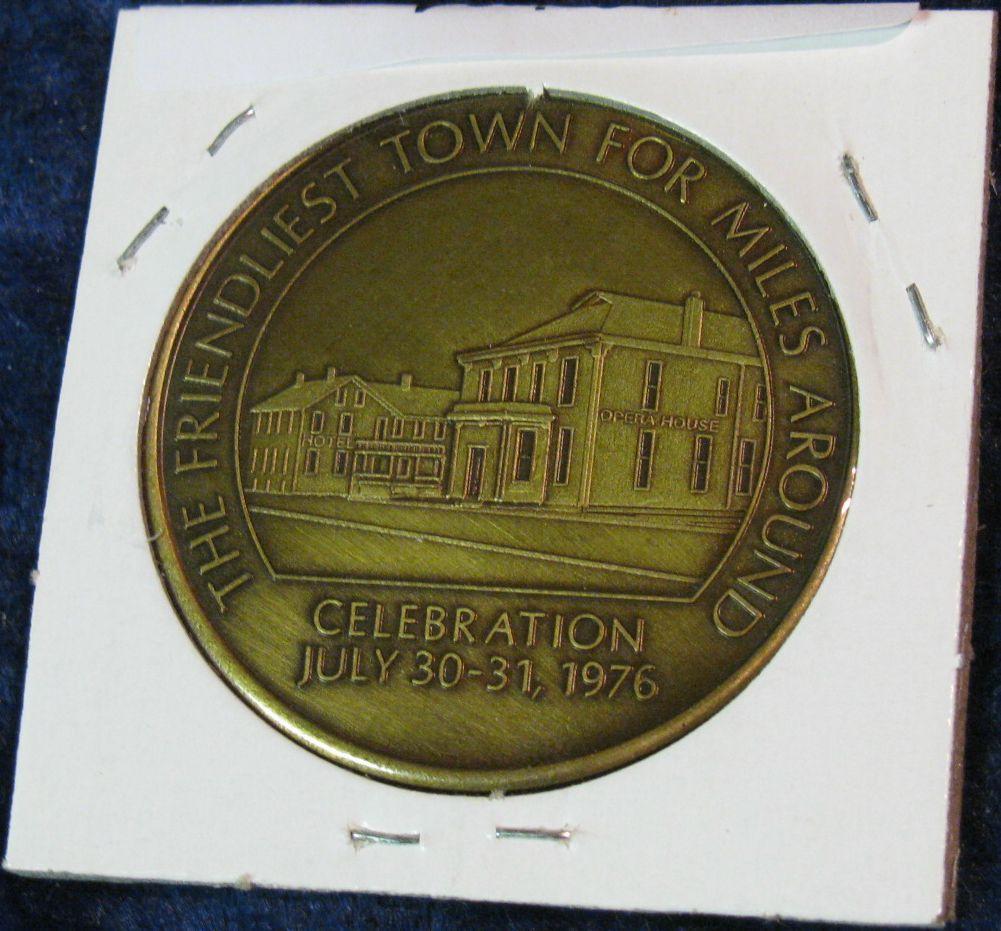 THE FRIENDLIEST TOWN FOR MILES AROUND
HOTEL
OPERA HOUSE
CELEBRATION
JULY 30-31, 1976